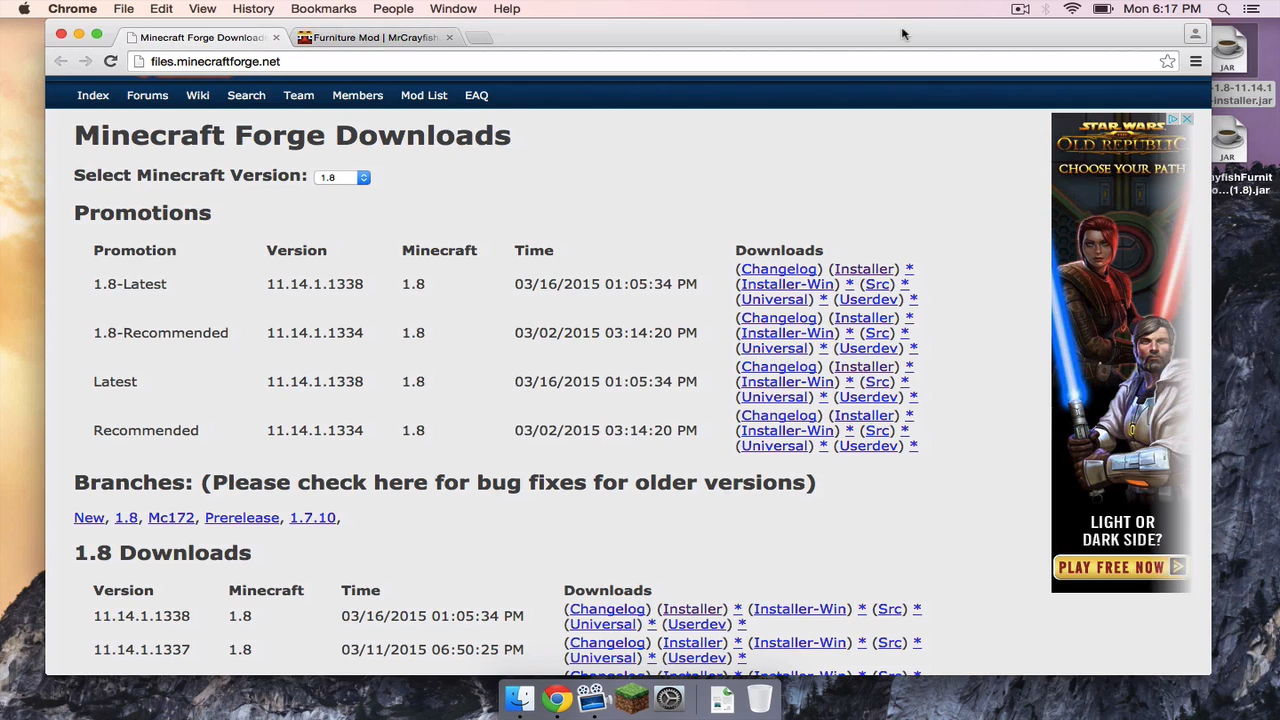 Chrome File Edit View History Bookmarks People Window Help Mon 6:17 PM
Minecraft Forge Downloads Furniture Mod | MrCrayfish
files.minecraftforge.net
Index Forums Wiki Search Team Members Mod List EAQ
Minecraft Forge Downloads
Select Minecraft Version: 1.8
Promotions
Promotion Version Minecraft Time Downloads
1.8-Latest 11.14.1.1338 1.8 03/16/2015 01:05:34 PM (Changelog) (Installer) *
(Installer-Win) * (Src) *
(Universal) * (Userdev) *
1.8-Recommended 11.14.1.1334 1.8 03/02/2015 03:14:20 PM (Changelog) (Installer) *
(Installer-Win) * (Src) *
(Universal) * (Userdev) *
Latest 11.14.1.1338 1.8 03/16/2015 01:05:34 PM (Changelog) (Installer) *
(Installer-Win) * (Src) *
(Universal) * (Userdev) *
Recommended 11.14.1.1334 1.8 03/02/2015 03:14:20 PM (Changelog) (Installer) *
(Installer-Win) * (Src) *
(Universal) * (Userdev) *
Branches: (Please check here for bug fixes for older versions)
New, 1.8, Mc172, Prerelease, 1.7.10,
1.8 Downloads
Version Minecraft Time Downloads
11.14.1.1338 1.8 03/16/2015 01:05:34 PM (Changelog) (Installer) * (Installer-Win) * (Src) *
(Universal) * (Userdev) *
11.14.1.1337 1.8 03/11/2015 06:50:25 PM (Changelog) (Installer) * (Installer-Win) * (Src) *
(Universal) * (Userdev) *
STAR WARS
THE OLD REPUBLIC
CHOOSE YOUR PATH
LIGHT OR
DARK SIDE?
PLAY FREE NOW
JAR
-1.8-11.14.1
-installer.jar
JAR
ayfishFurnit
o...(1.8).jar